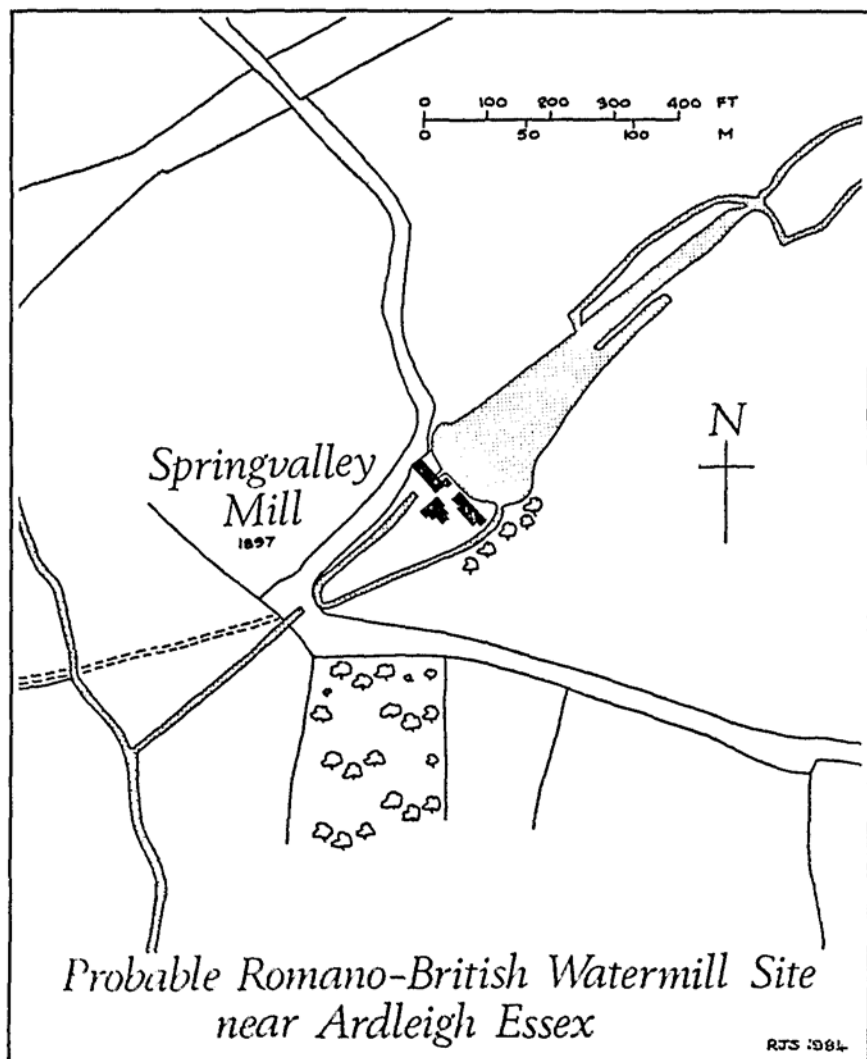 0 100 200 300 400 FT
0 50 100 M
N
Springvalley
Mill
1897
Probable Romano-British Watermill Site
near Ardleigh Essex
RJS 1984